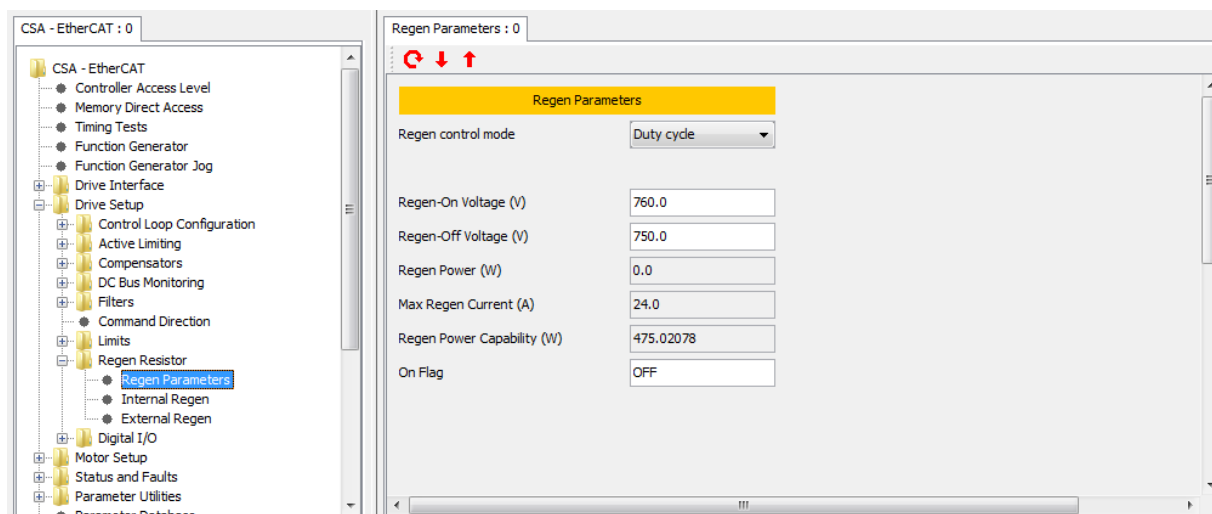 CSA - EtherCAT : 0
CSA - EtherCAT
Controller Access Level
Memory Direct Access
Timing Tests
Function Generator
Function Generator Jog
Drive Interface
Drive Setup
Control Loop Configuration
Active Limiting
Compensators
DC Bus Monitoring
Filters
Command Direction
Limits
Regen Resistor
Regen Parameters
Internal Regen
External Regen
Digital I/O
Motor Setup
Status and Faults
Parameter Utilities
Parameter Database
Regen Parameters : 0
Regen Parameters
Regen control mode Duty cycle
Regen-On Voltage (V) 760.0
Regen-Off Voltage (V) 750.0
Regen Power (W) 0.0
Max Regen Current (A) 24.0
Regen Power Capability (W) 475.02078
On Flag OFF